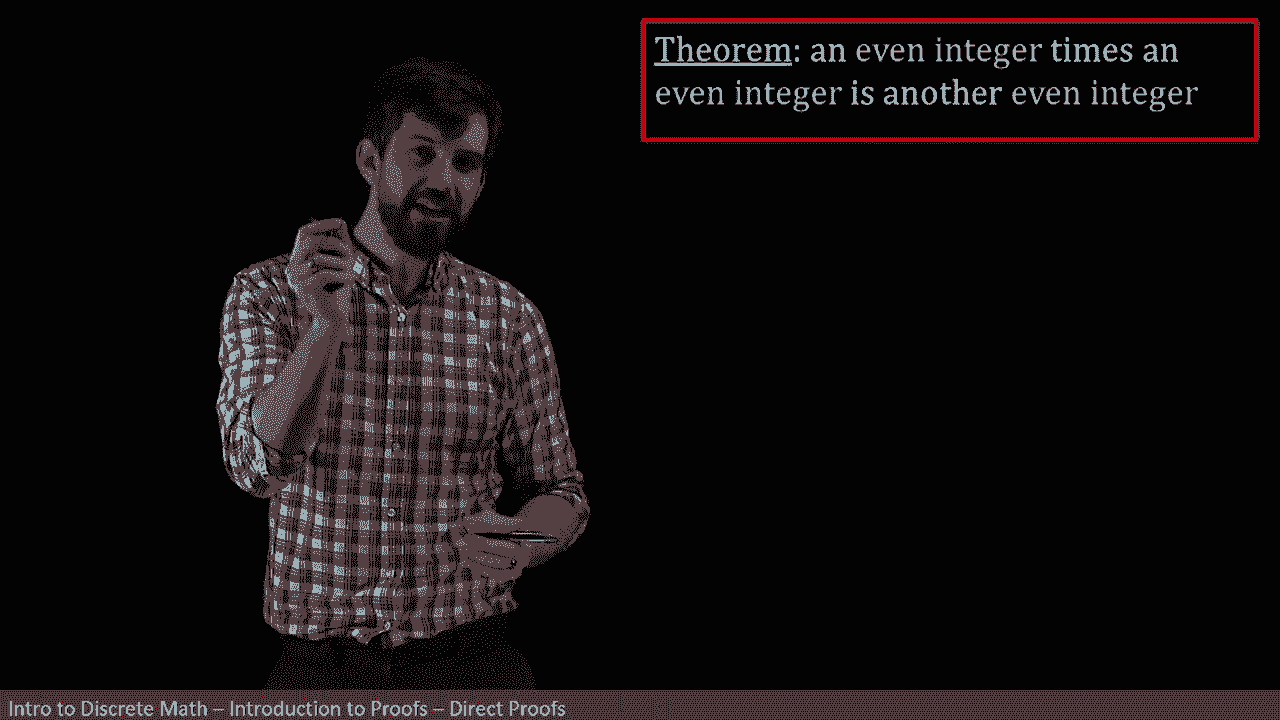 Theorem: an even integer times an
even integer is another even integer
Intro to Discrete Math – Introduction to Proofs – Direct Proofs